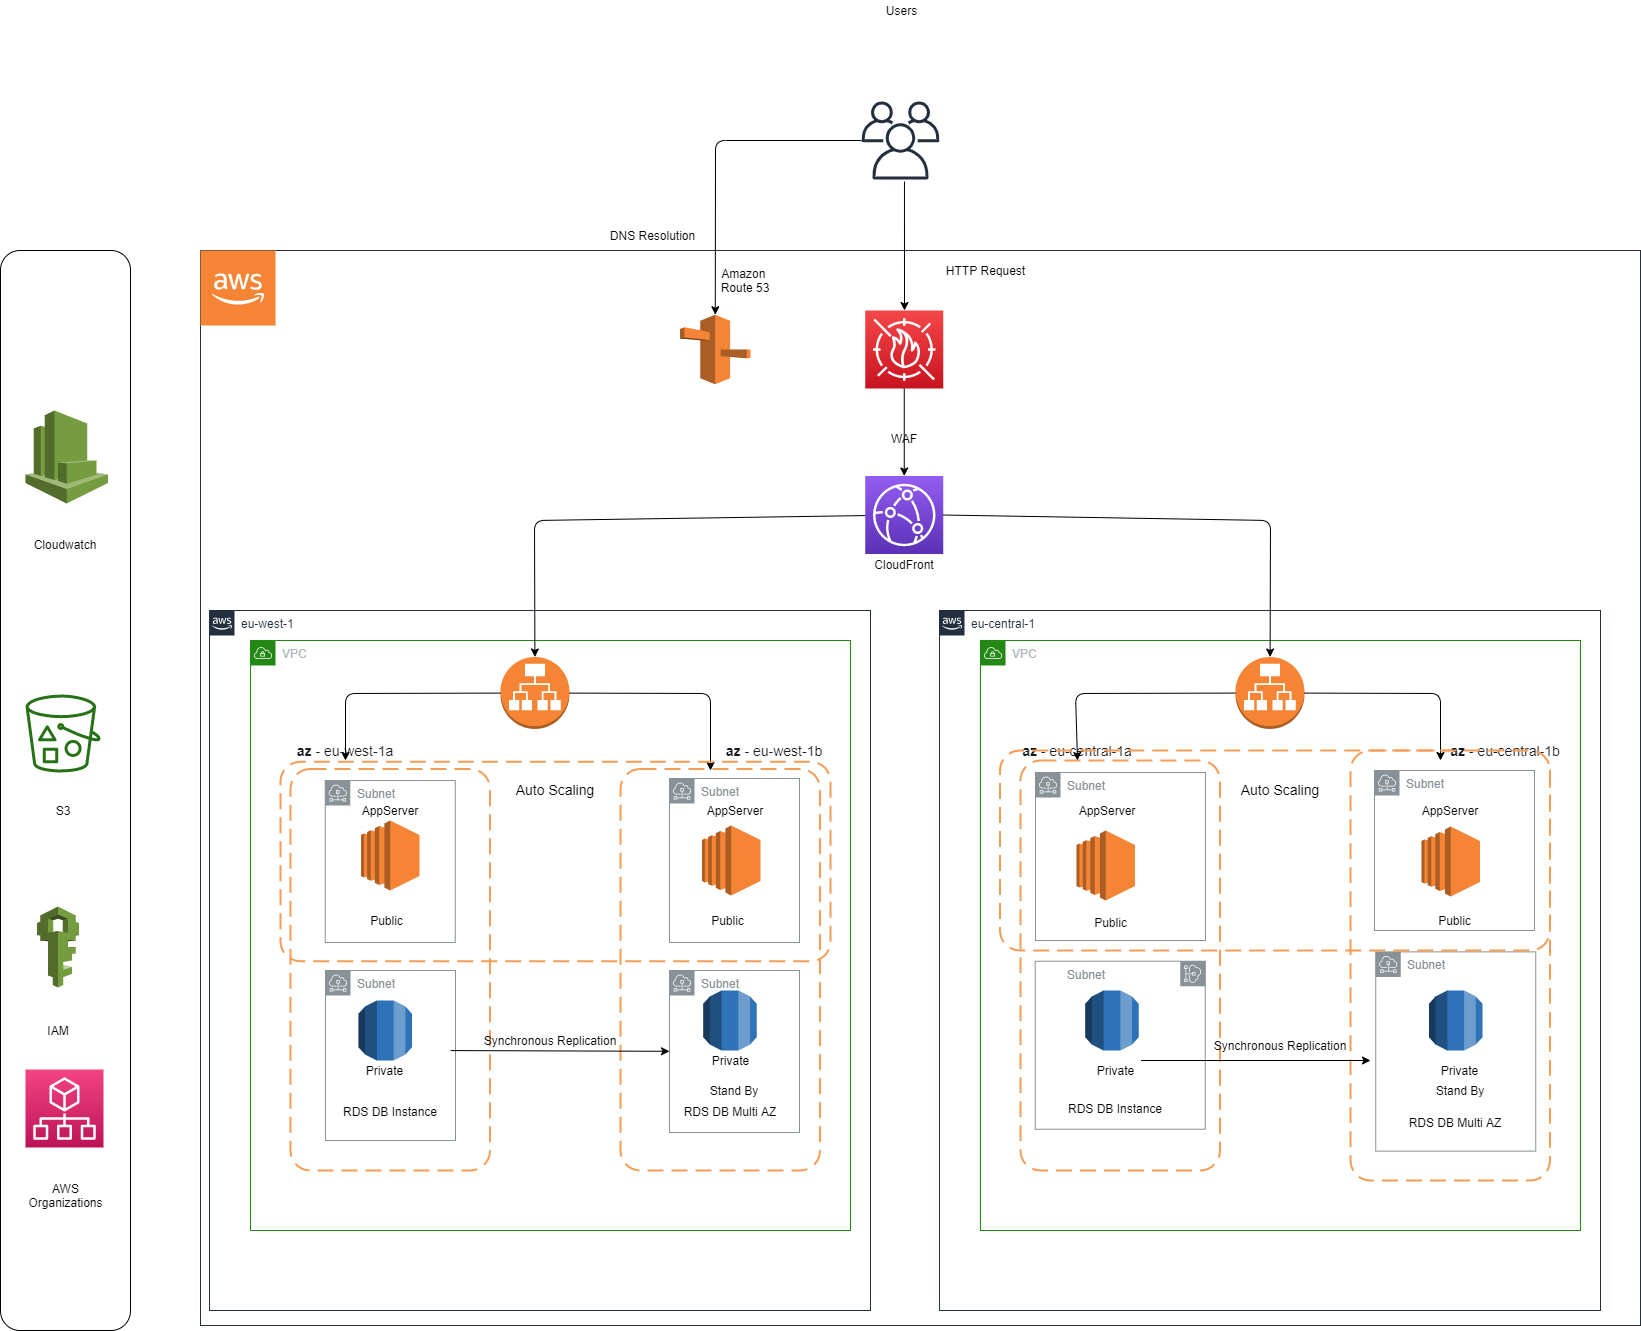 Users
DNS Resolution
aws
Amazon
Route 53
HTTP Request
WAF
CloudFront
Cloudwatch
S3
IAM
AWS
Organizations
aws
eu-west-1
VPC
az - eu-west-1a
az - eu-west-1b
Auto Scaling
Subnet
AppServer
Public
Subnet
AppServer
Public
Subnet
Private
RDS DB Instance
Synchronous Replication
Subnet
Private
Stand By
RDS DB Multi AZ
aws
eu-central-1
VPC
az - eu-central-1a
az - eu-central-1b
Auto Scaling
Subnet
AppServer
Public
Subnet
AppServer
Public
Subnet
Private
RDS DB Instance
Synchronous Replication
Subnet
Private
Stand By
RDS DB Multi AZ